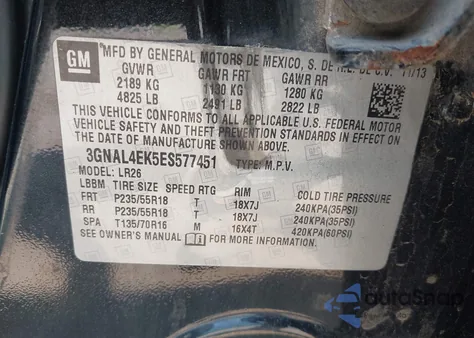 GM
MFD BY GENERAL MOTORS DE MEXICO, S. DE R.L. DE C.V. 11/13
GVWR GAWR FRT GAWR RR
2189 KG 1130 KG 1280 KG
4825 LB 2491 LB 2822 LB
THIS VEHICLE CONFORMS TO ALL APPLICABLE U.S.
FEDERAL MOTOR VEHICLE SAFETY, BUMPER, AND
THEFT PREVENTION STANDARDS IN EFFECT ON
THE DATE OF MANUFACTURE SHOWN ABOVE.
3GNAL4EK5ES577451 TYPE: M.P.V.
MODEL: LR26
LBBM TIRE SIZE SPEED RTG RIM COLD TIRE PRESSURE
FRT P235/55R18 T 18X7J 240KPA(35PSI)
RR P235/55R18 T 18X7J 240KPA(35PSI)
SPA T135/70R16 M 16X4T 420KPA(60PSI)
SEE OWNER'S MANUAL FOR MORE INFORMATION.
autosnap